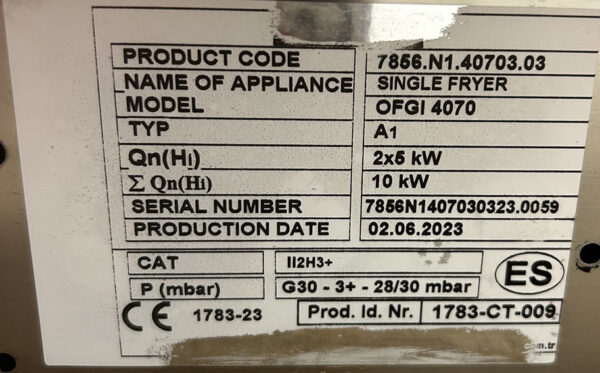 PRODUCT CODE 7856.N1.40703.03
NAME OF APPLIANCE SINGLE FRYER
MODEL OFGI 4070
TYP A1
Qn(Hi) 2x5 kW
∑ Qn(Hi) 10 kW
SERIAL NUMBER 7856N1407030323.0059
PRODUCTION DATE 02.06.2023
CAT II2H3+
P (mbar) G30 - 3+ - 28/30 mbar
ES
CE 1783-23 Prod. Id. Nr. 1783-CT-009
com.tr